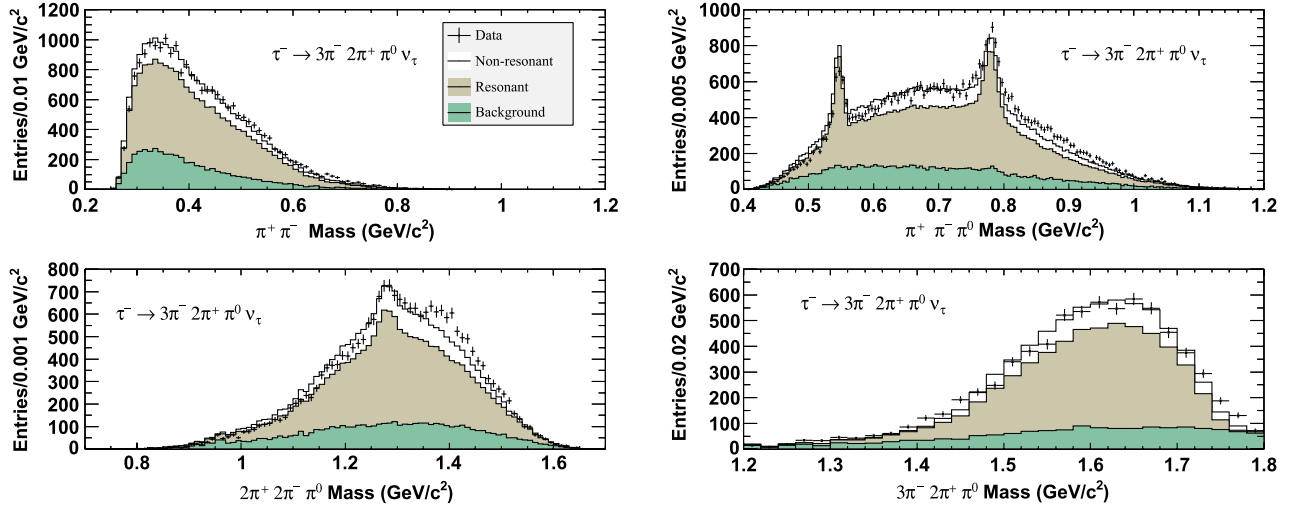 Entries/0.01 GeV/c²
1200
1000
800
600
400
200
0
τ⁻ → 3π⁻ 2π⁺ π⁰ ν_τ
Data
Non-resonant
Resonant
Background
0.2 0.4 0.6 0.8 1 1.2
π⁺ π⁻ Mass (GeV/c²)
Entries/0.005 GeV/c²
1000
800
600
400
200
0
τ⁻ → 3π⁻ 2π⁺ π⁰ ν_τ
0.4 0.5 0.6 0.7 0.8 0.9 1 1.1 1.2
π⁺ π⁻ π⁰ Mass (GeV/c²)
Entries/0.001 GeV/c²
800
700
600
500
400
300
200
100
0
τ⁻ → 3π⁻ 2π⁺ π⁰ ν_τ
0.8 1 1.2 1.4 1.6
2π⁺ 2π⁻ π⁰ Mass (GeV/c²)
Entries/0.02 GeV/c²
700
600
500
400
300
200
100
0
τ⁻ → 3π⁻ 2π⁺ π⁰ ν_τ
1.2 1.3 1.4 1.5 1.6 1.7 1.8
3π⁻ 2π⁺ π⁰ Mass (GeV/c²)